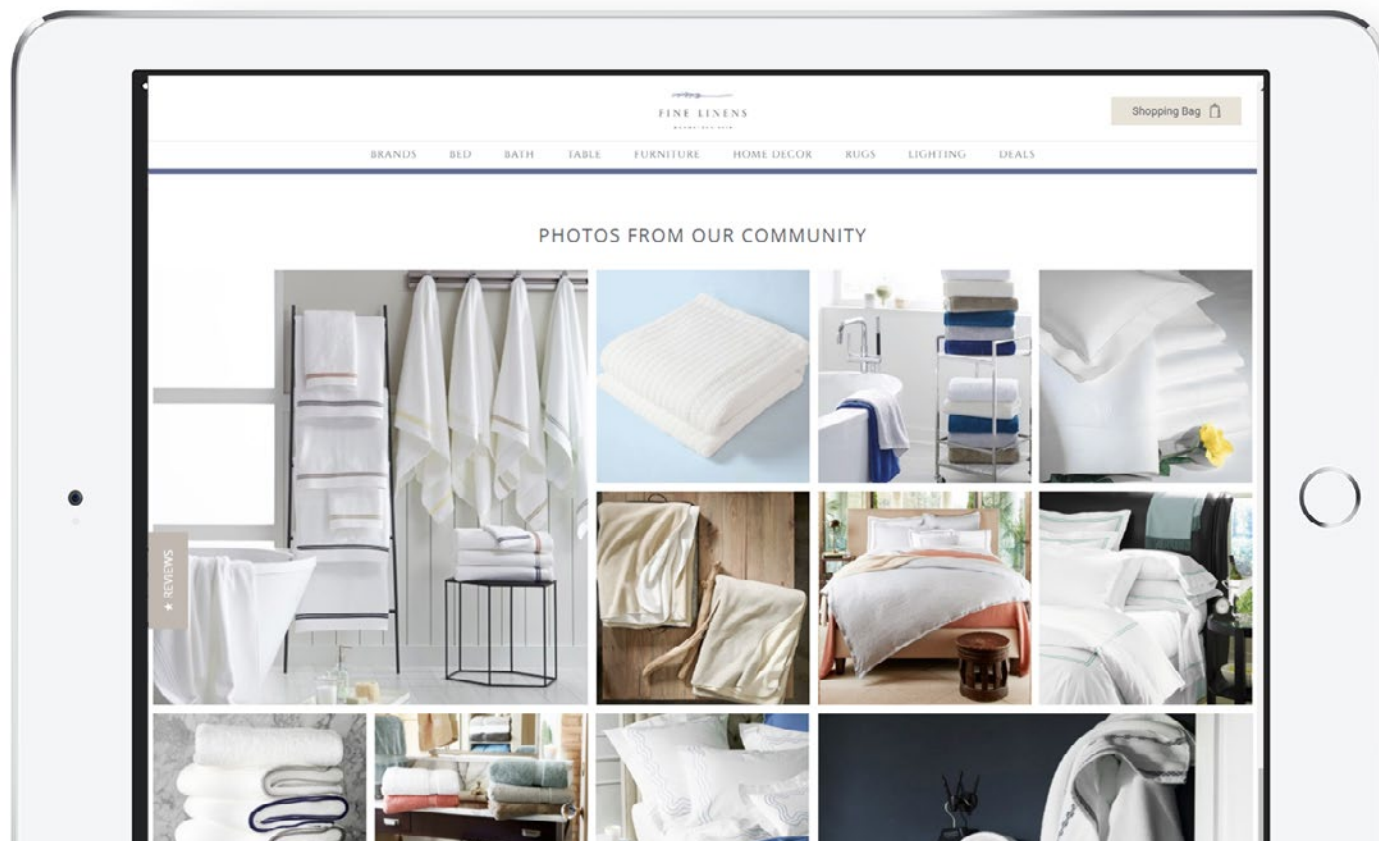 FINE LINENS
Shopping Bag
BRANDS BED BATH TABLE FURNITURE HOME DECOR RUGS LIGHTING DEALS
PHOTOS FROM OUR COMMUNITY
★ REVIEWS